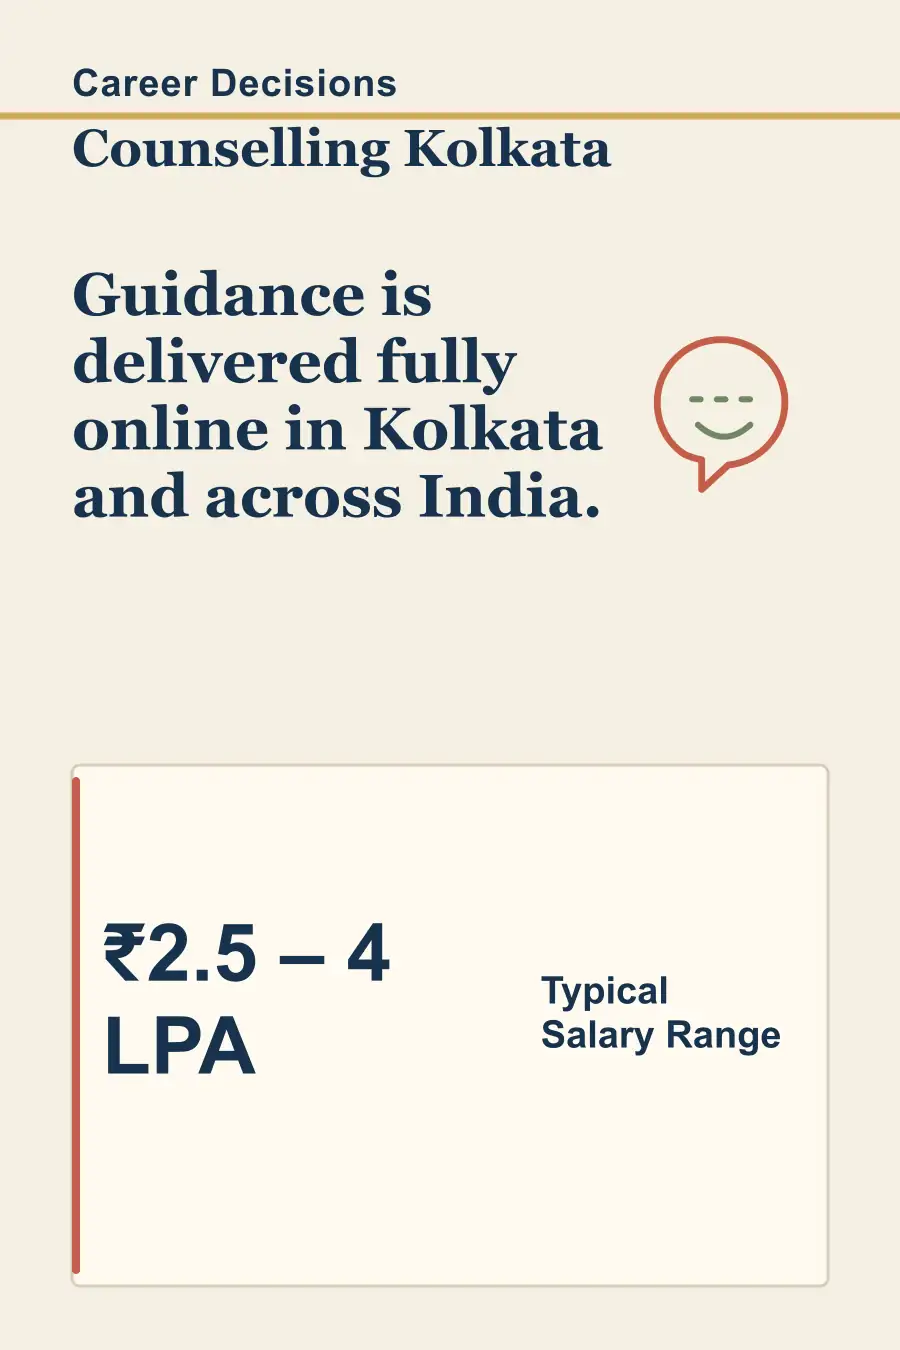 Career Decisions
Counselling Kolkata
Guidance is
delivered fully
online in Kolkata
and across India.
₹2.5 – 4
LPA
Typical
Salary Range